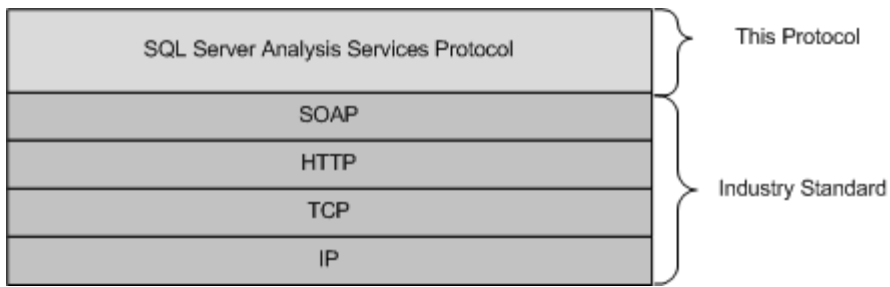 SQL Server Analysis Services Protocol
This Protocol
SOAP
HTTP
TCP
IP
Industry Standard